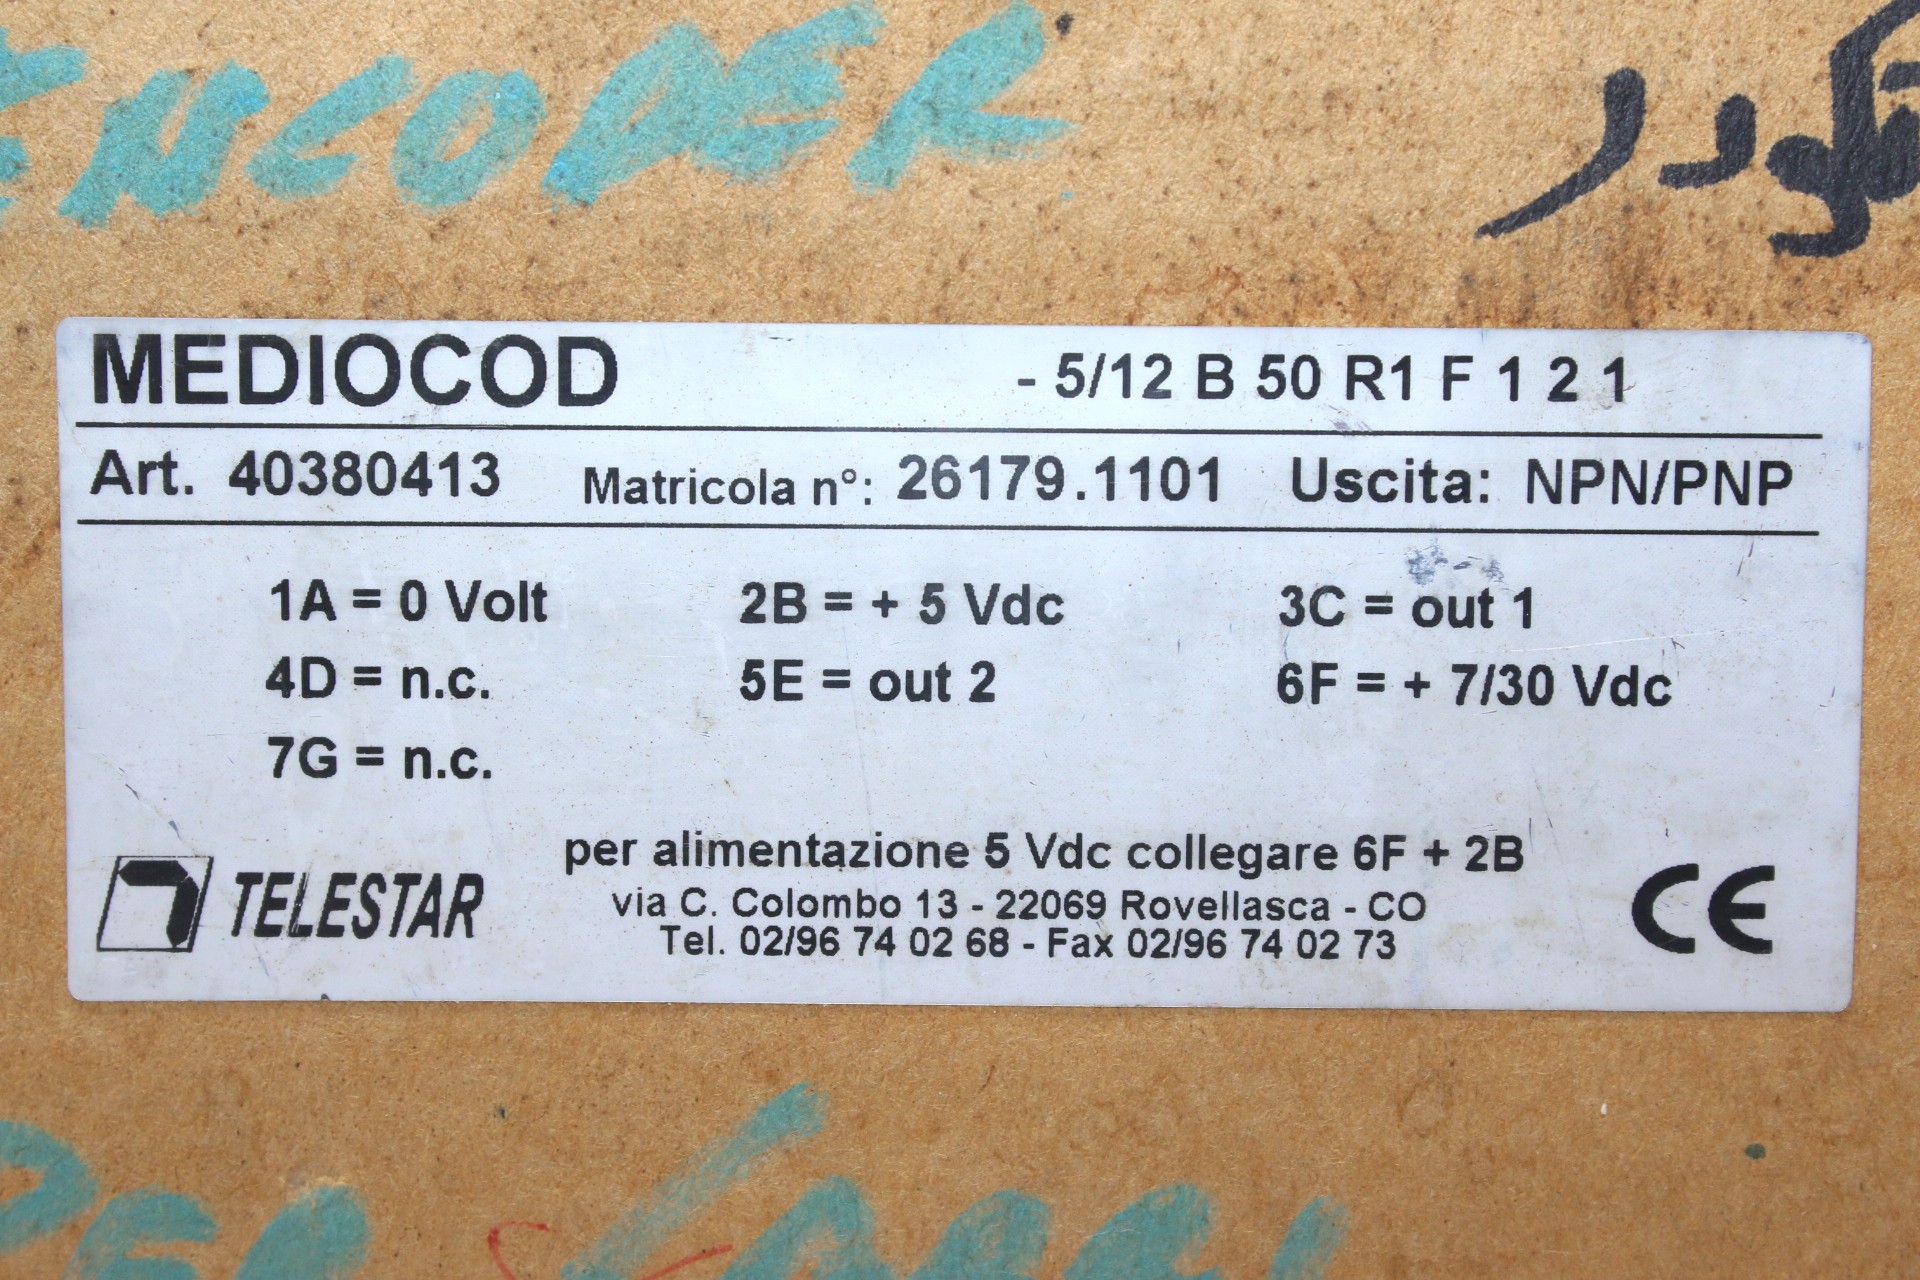 ENCODER
MEDIOCOD - 5/12 B 50 R1 F 1 2 1
Art. 40380413 Matricola n°: 26179.1101 Uscita: NPN/PNP
1A = 0 Volt 2B = + 5 Vdc 3C = out 1
4D = n.c. 5E = out 2 6F = + 7/30 Vdc
7G = n.c.
per alimentazione 5 Vdc collegare 6F + 2B
TELESTAR via C. Colombo 13 - 22069 Rovellasca - CO CE
Tel. 02/96 74 02 68 - Fax 02/96 74 02 73